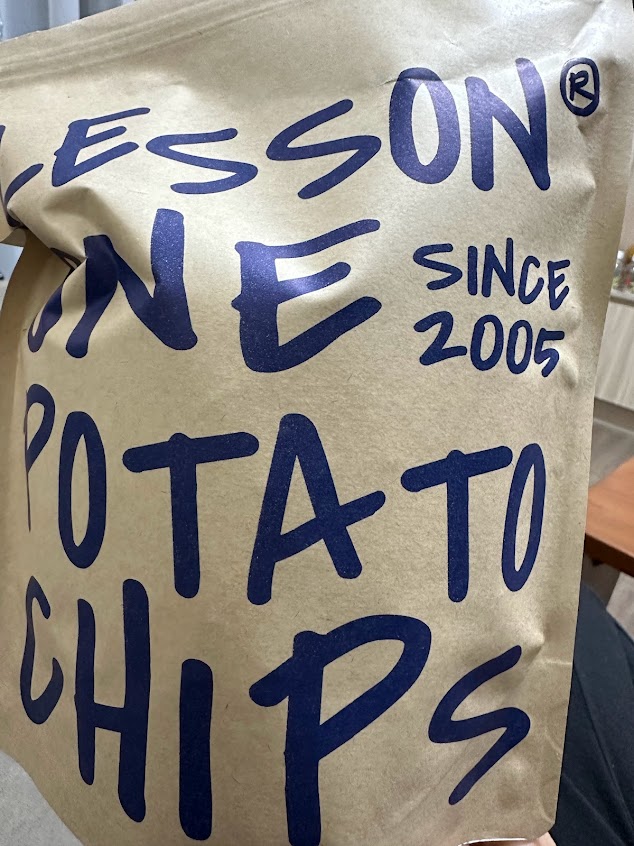 LESSON®
ONE
SINCE
2005
POTATO
CHIPS